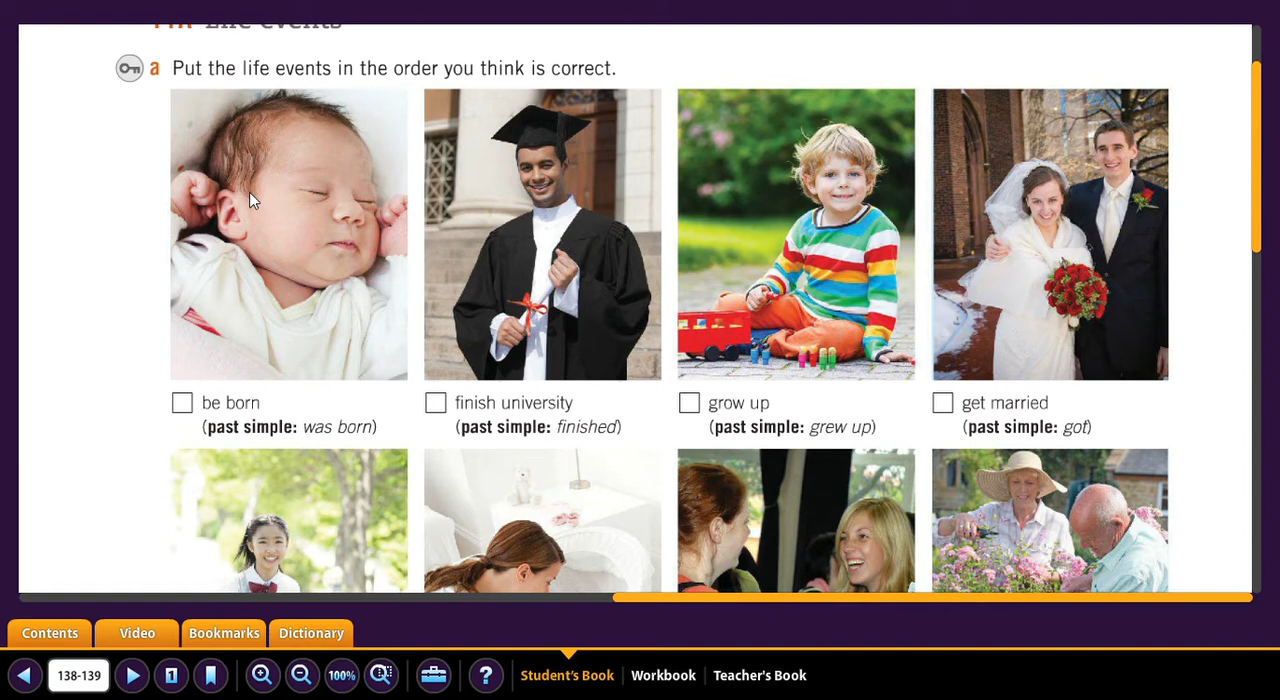 a Put the life events in the order you think is correct.
be born
(past simple: was born)
finish university
(past simple: finished)
grow up
(past simple: grew up)
get married
(past simple: got)
Contents
Video
Bookmarks
Dictionary
138-139
1
100%
?
Student's Book
Workbook
Teacher's Book